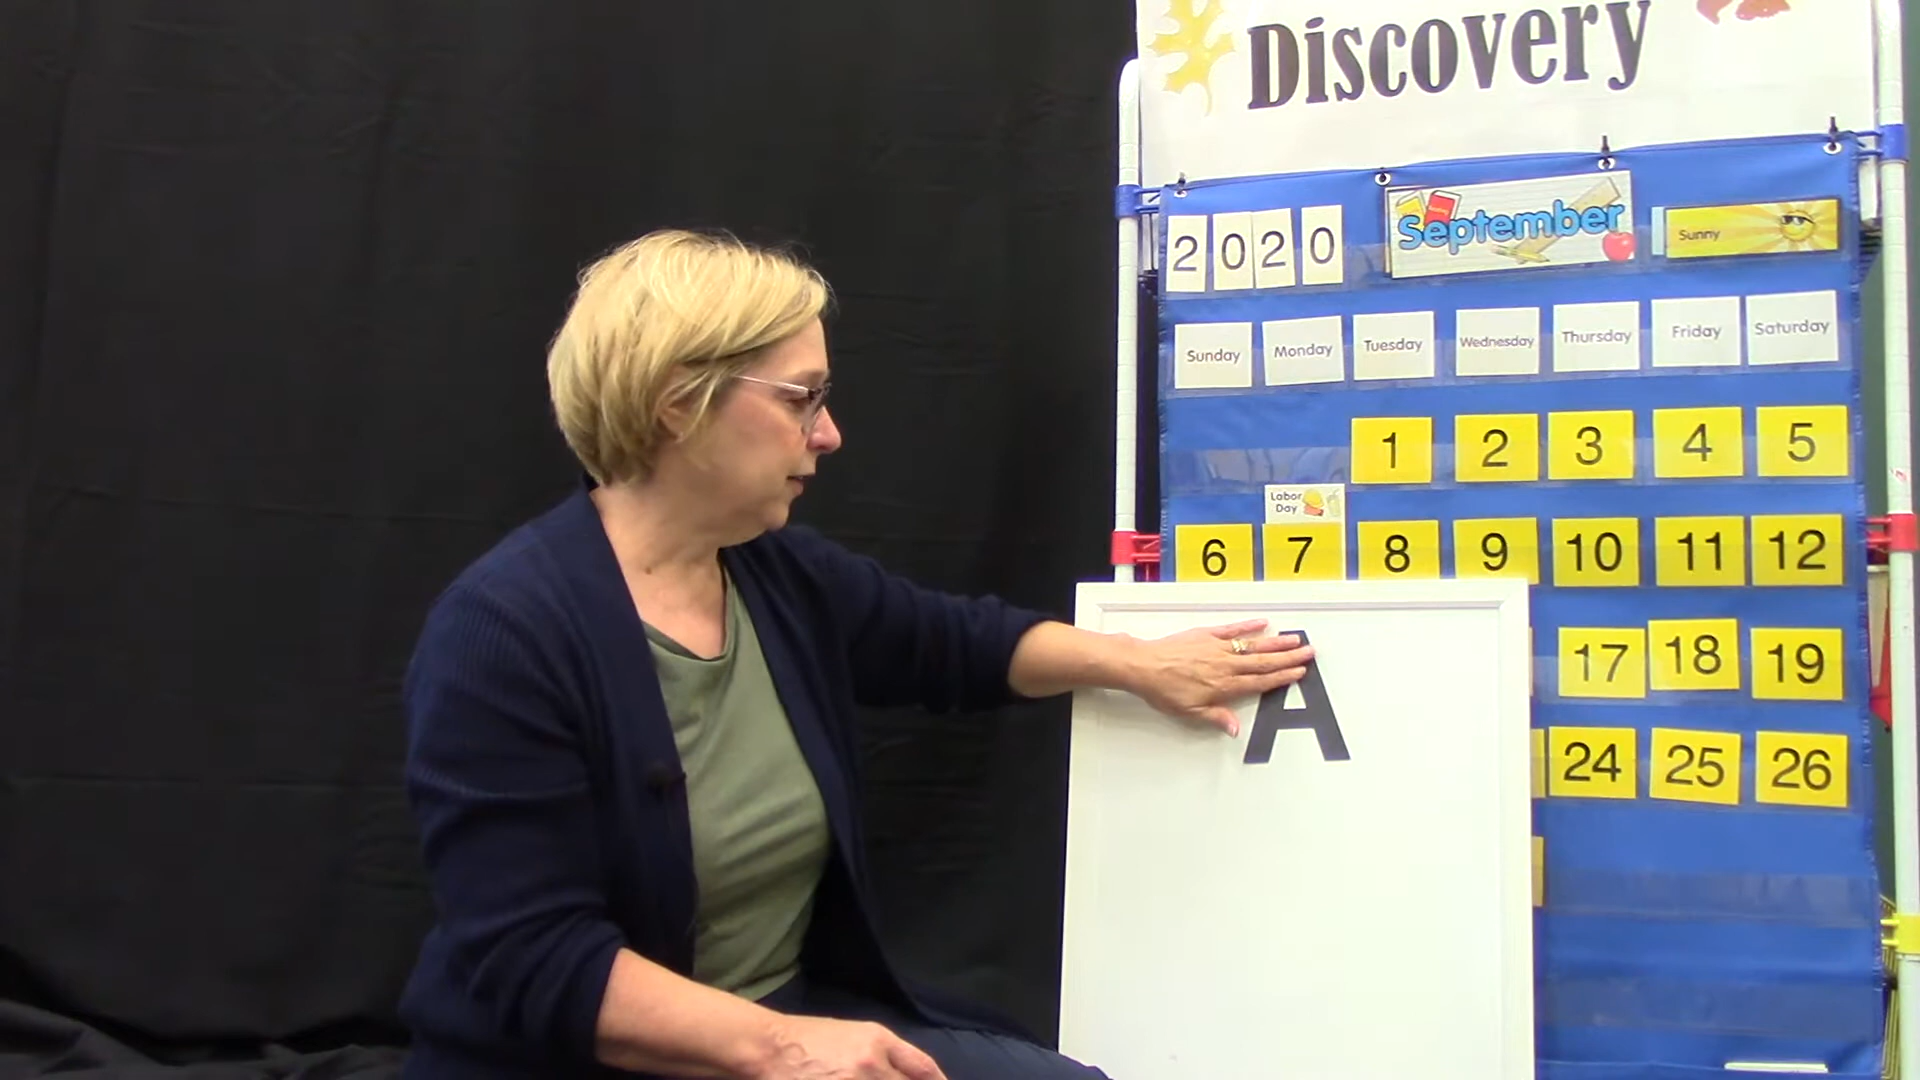 Discovery
2020 September Sunny
Sunday Monday Tuesday Wednesday Thursday Friday Saturday
1 2 3 4 5
Labor
Day
6 7 8 9 10 11 12
A
17 18 19
24 25 26